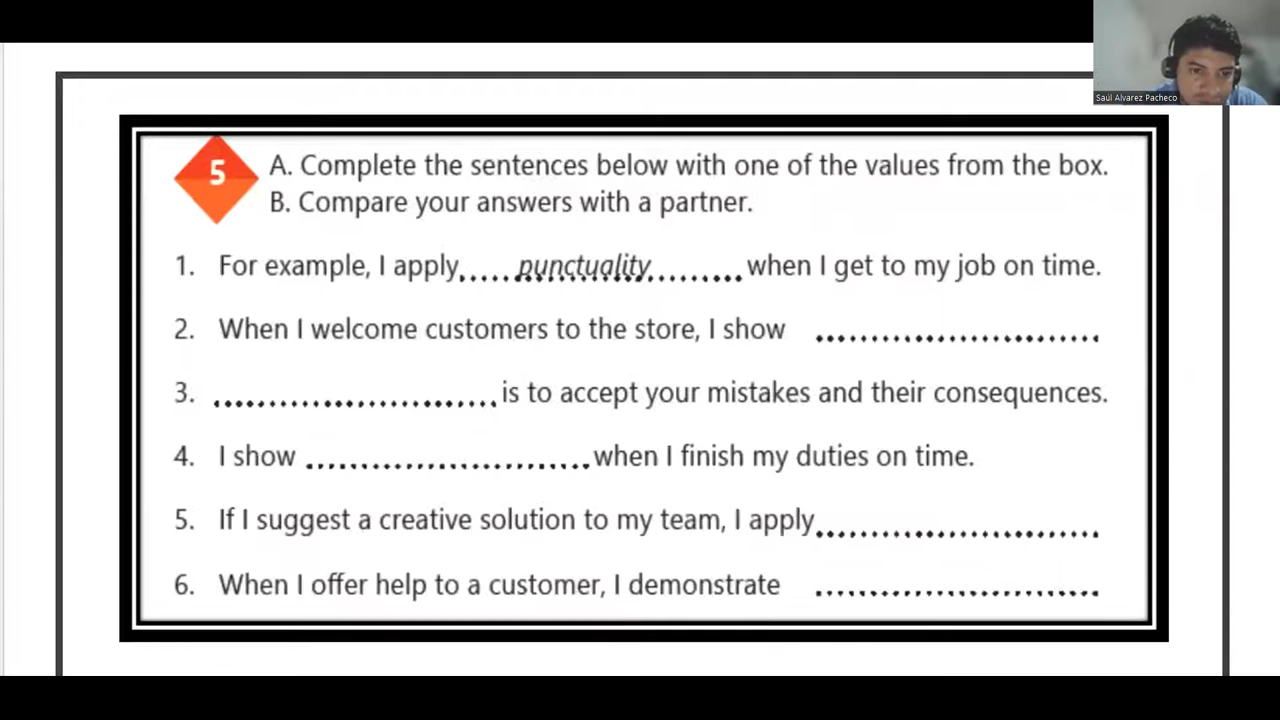 Saúl Alvarez Pacheco
5
A. Complete the sentences below with one of the values from the box.
B. Compare your answers with a partner.
1. For example, I apply.....punctuality.........when I get to my job on time.
2. When I welcome customers to the store, I show ..........................
3. ..........................is to accept your mistakes and their consequences.
4. I show ..........................when I finish my duties on time.
5. If I suggest a creative solution to my team, I apply..........................
6. When I offer help to a customer, I demonstrate ..........................